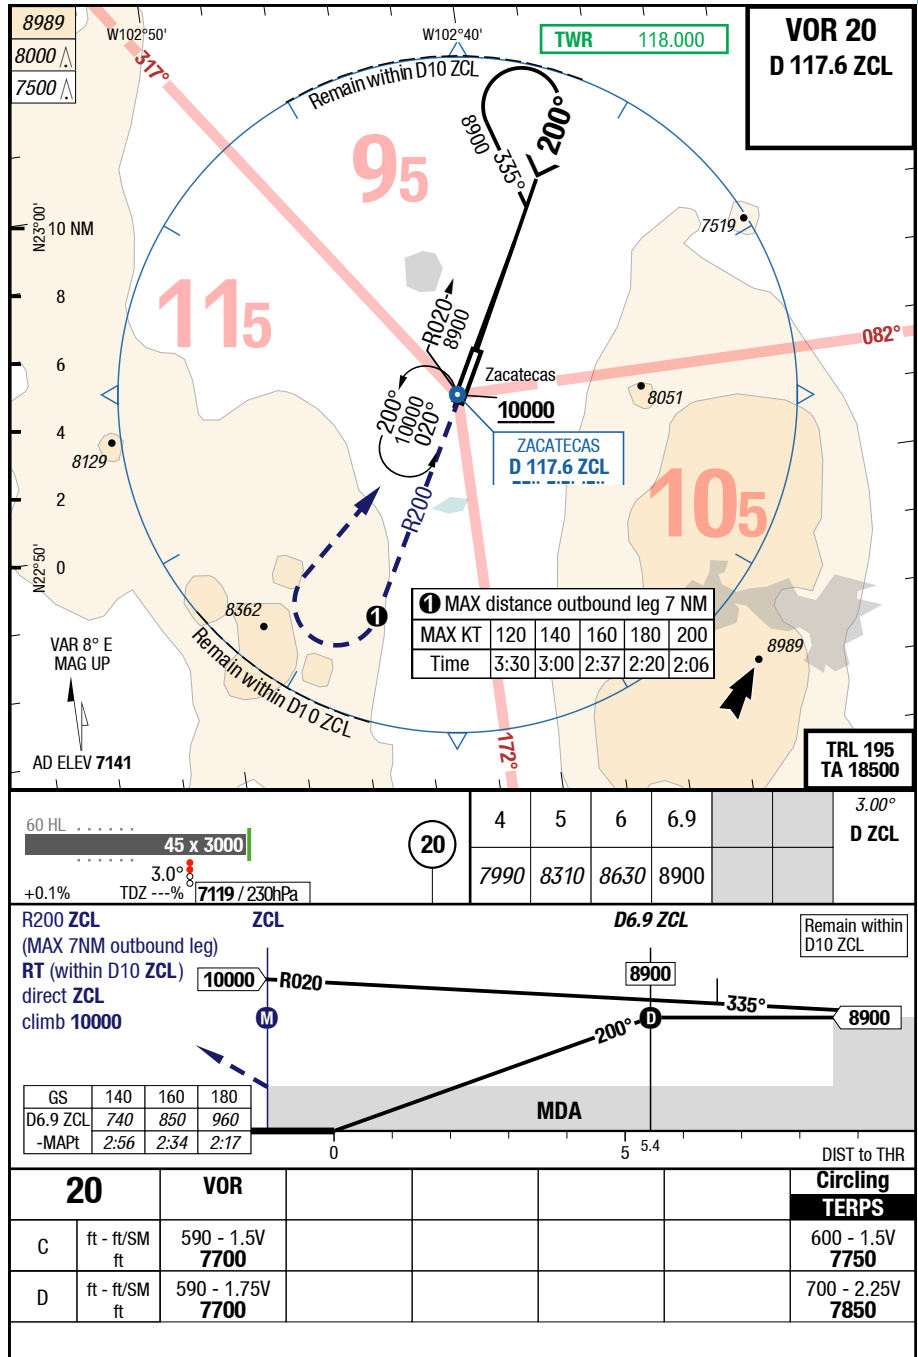 8989
8000
7500
W102°50'
W102°40'
TWR 118.000
VOR 20
D 117.6 ZCL
317°
Remain within D10 ZCL
8900
335°
200°
95
115
105
N23°00'
10 NM
8
6
4
2
0
N22°50'
7519
082°
R020-
8900
Zacatecas
10000
8051
ZACATECAS
D 117.6 ZCL
200°
10000
020°
R200
8129
8362
1
Remain within D10 ZCL
1 MAX distance outbound leg 7 NM
MAX KT 120 140 160 180 200
Time 3:30 3:00 2:37 2:20 2:06
8989
172°
VAR 8° E
MAG UP
AD ELEV 7141
TRL 195
TA 18500
60 HL
45 x 3000
3.0°
+0.1% TDZ ---% 7119 / 230hPa
20
4 5 6 6.9
7990 8310 8630 8900
3.00°
D ZCL
R200 ZCL
(MAX 7NM outbound leg)
RT (within D10 ZCL)
direct ZCL
climb 10000
ZCL
D6.9 ZCL
Remain within
D10 ZCL
10000
R020
8900
335°
8900
M
200°
D
MDA
GS 140 160 180
D6.9 ZCL 740 850 960
-MAPt 2:56 2:34 2:17
0 5 5.4 DIST to THR
20 VOR Circling
TERPS
C ft - ft/SM 590 - 1.5V 600 - 1.5V
ft 7700 7750
D ft - ft/SM 590 - 1.75V 700 - 2.25V
ft 7700 7850